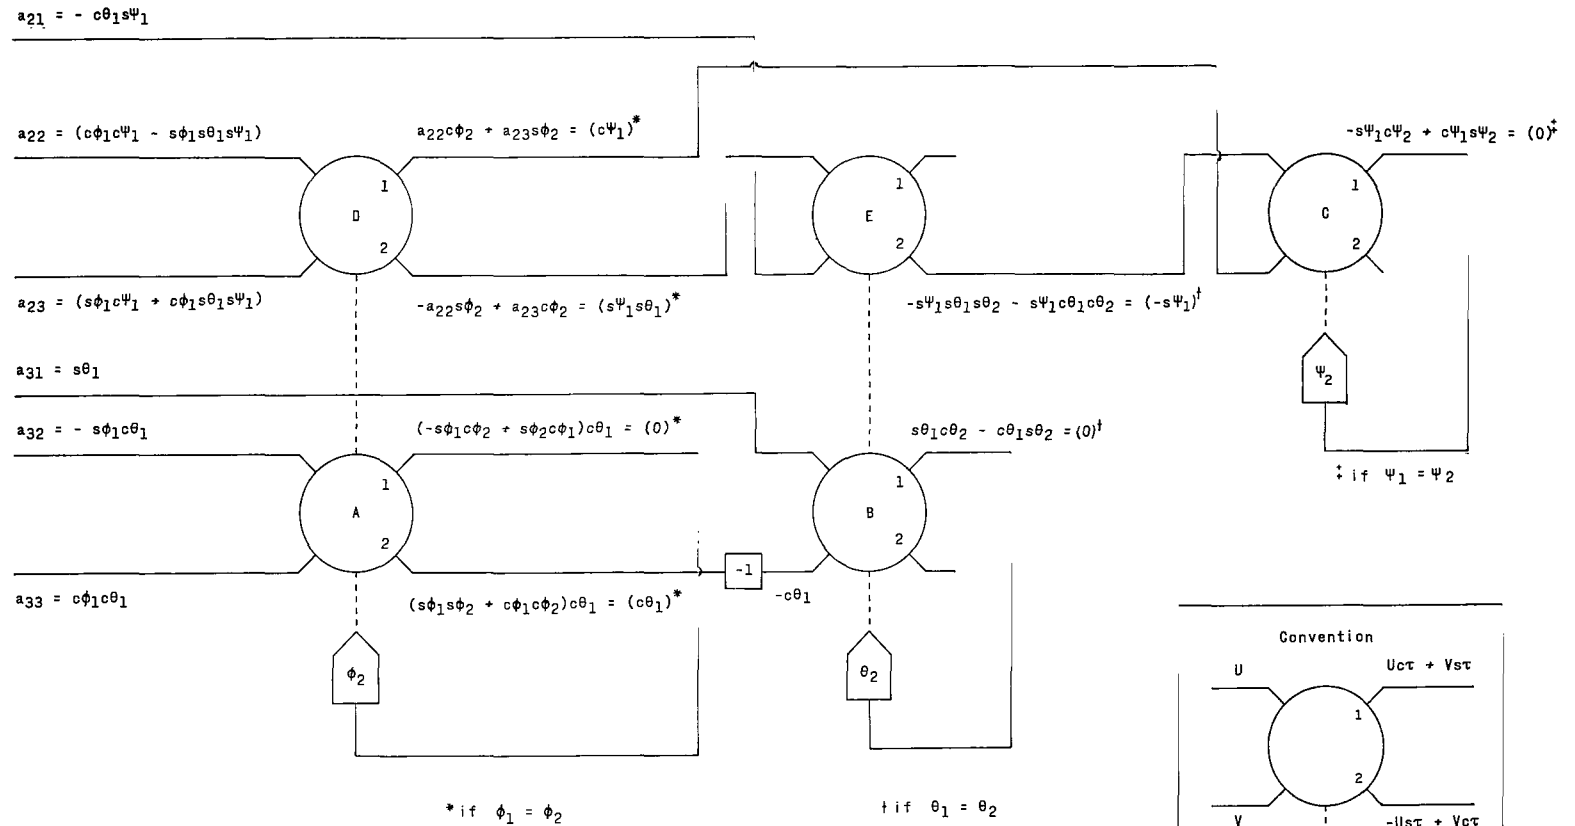 a21 = - cθ1sΨ1
a22 = (cϕ1cΨ1 - sϕ1sθ1sΨ1)
a22cϕ2 + a23sϕ2 = (cΨ1)*
-sΨ1cΨ2 + cΨ1sΨ2 = (0)‡
1
1
1
D
E
C
2
2
2
a23 = (sϕ1cΨ1 + cϕ1sθ1sΨ1)
-a22sϕ2 + a23cϕ2 = (sΨ1sθ1)*
-sΨ1sθ1sθ2 - sΨ1cθ1cθ2 = (-sΨ1)†
a31 = sθ1
Ψ2
a32 = - sϕ1cθ1
(-sϕ1cϕ2 + sϕ2cϕ1)cθ1 = (0)*
sθ1cθ2 - cθ1sθ2 = (0)†
‡ if Ψ1 = Ψ2
1
1
A
B
2
2
-1
a33 = cϕ1cθ1
(sϕ1sϕ2 + cϕ1cϕ2)cθ1 = (cθ1)*
-cθ1
Convention
ϕ2
θ2
U
Ucτ + Vsτ
1
2
* if ϕ1 = ϕ2
† if θ1 = θ2
V
-Usτ + Vcτ